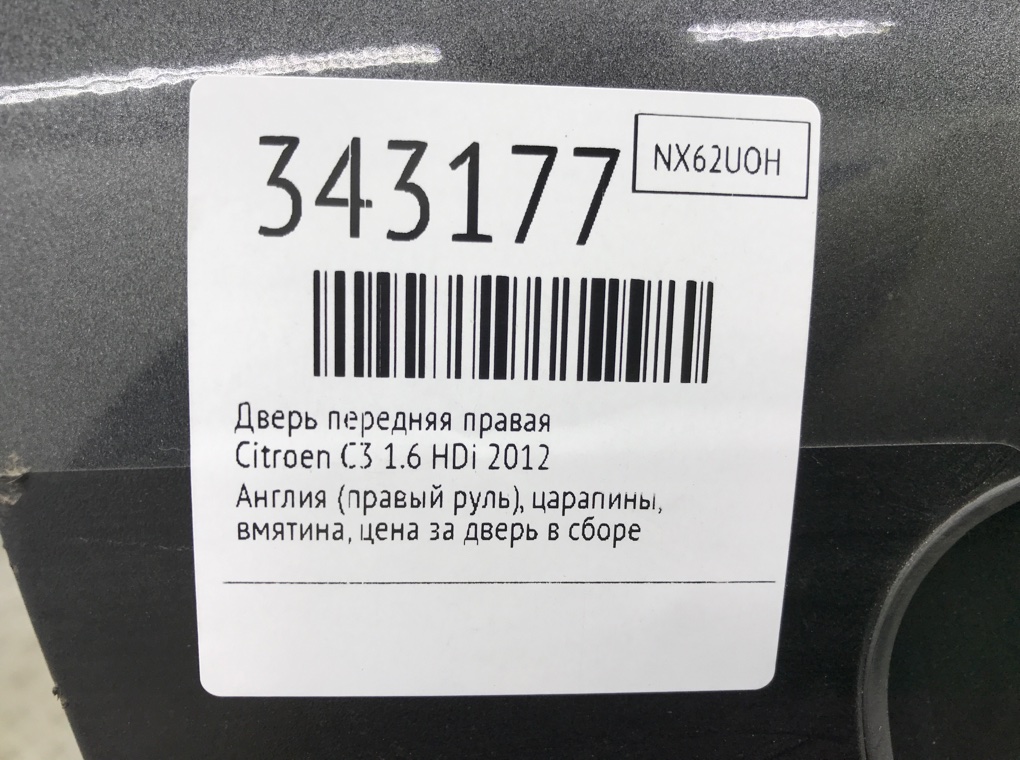 343177
NX62UOH
Дверь передняя правая
Citroen C3 1.6 HDi 2012
Англия (правый руль), царапины,
вмятина, цена за дверь в сборе